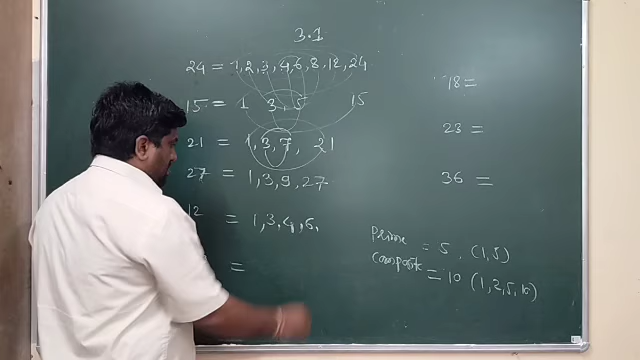 3.1
24 = 1,2,3,4,6,8,12,24
15 = 1 3, 5 15
21 = 1,3,7, 21
27 = 1,3,9,27
12 = 1,3,4,6,
=
18 =
23 =
36 =
Prime = 5, (1,5)
Composite = 10 (1,2,5,10)